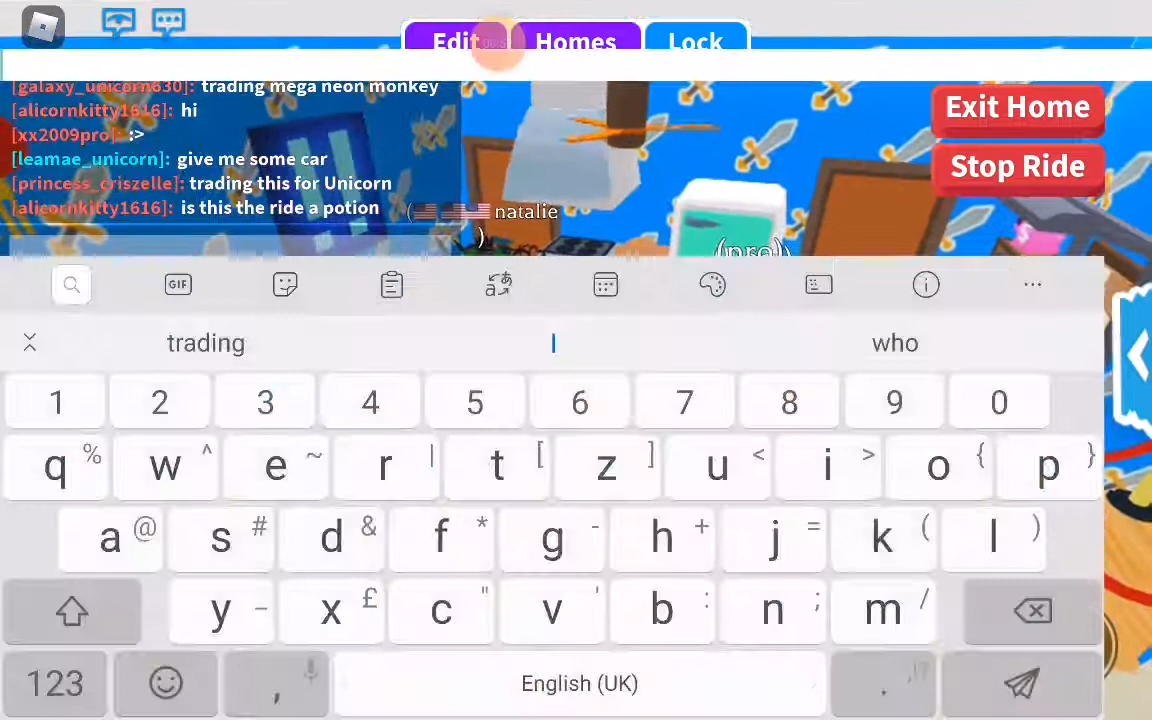 Edit Homes Lock
[galaxy_unicorn630]: trading mega neon monkey
[alicornkitty1616]: hi
[xx2009pro]: :>
[leamae_unicorn]: give me some car
[princess_criszelle]: trading this for Unicorn
[alicornkitty1616]: is this the ride a potion
Exit Home
Stop Ride
( natalie
)
(pro)
GIF
trading I who
1 2 3 4 5 6 7 8 9 0
q % w ^ e ~ r | t [ z ] u < i > o { p }
a @ s # d & f * g - h + j = k ( l )
y _ x £ c " v ' b : n ; m /
123 , English (UK) . ,!?